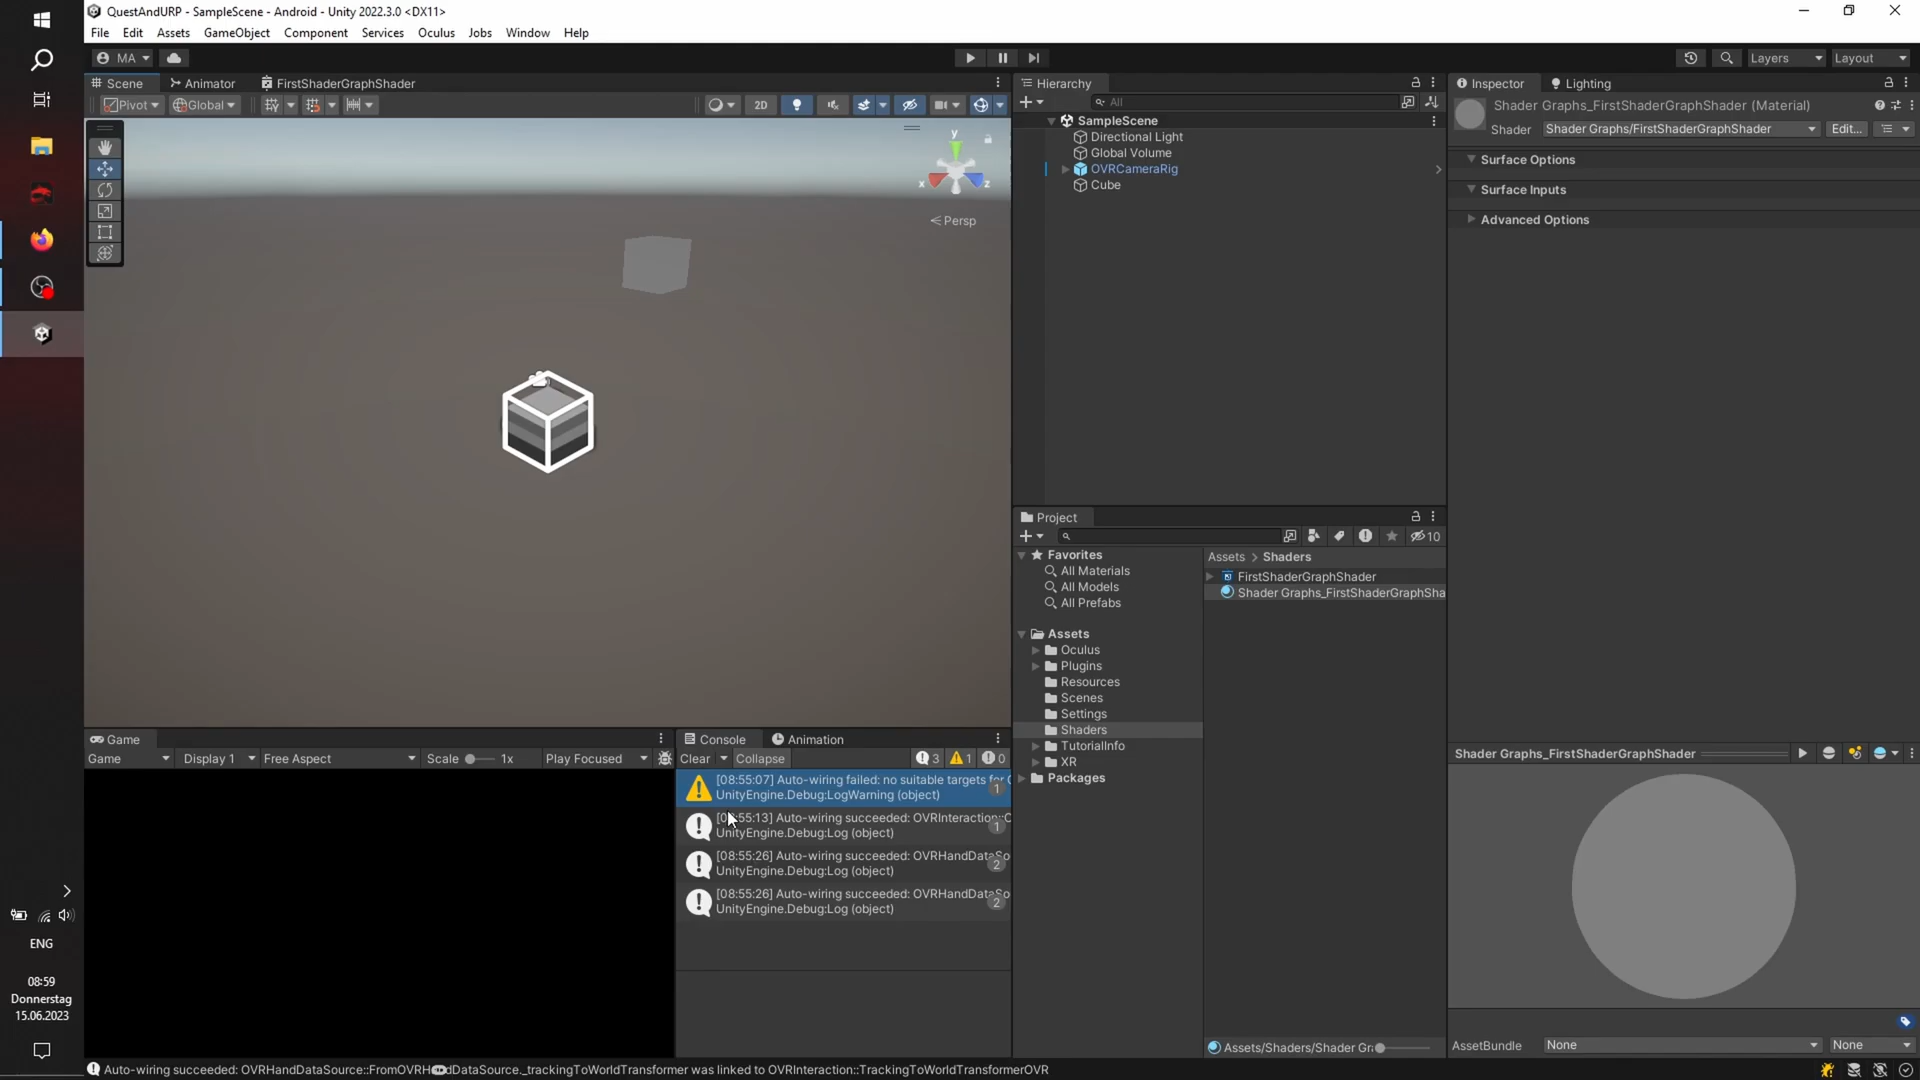 QuestAndURP - SampleScene - Android - Unity 2022.3.0 <DX11>
File Edit Assets GameObject Component Services Oculus Jobs Window Help
MA
Layers Layout
Scene Animator FirstShaderGraphShader
Pivot Global 2D
y
x z
Persp
Hierarchy
All
SampleScene
Directional Light
Global Volume
OVRCameraRig
Cube
Inspector Lighting
Shader Graphs_FirstShaderGraphShader (Material)
Shader Shader Graphs/FirstShaderGraphShader Edit...
Surface Options
Surface Inputs
Advanced Options
Project
10
Favorites
All Materials
All Models
All Prefabs
Assets
Oculus
Plugins
Resources
Scenes
Settings
Shaders
TutorialInfo
XR
Packages
Assets > Shaders
FirstShaderGraphShader
Shader Graphs_FirstShaderGraphSha
Assets/Shaders/Shader Gr
Game
Game Display 1 Free Aspect Scale 1x Play Focused
Console Animation
Clear Collapse 3 1 0
[08:55:07] Auto-wiring failed: no suitable targets for
UnityEngine.Debug:LogWarning (object) 1
Auto-wiring succeeded: OVRInteraction::
UnityEngine.Debug:Log (object) 1
[08:55:26] Auto-wiring succeeded: OVRHandDataSo
UnityEngine.Debug:Log (object) 2
[08:55:26] Auto-wiring succeeded: OVRHandDataSo
UnityEngine.Debug:Log (object) 2
Shader Graphs_FirstShaderGraphShader
AssetBundle None None
ENG
08:59
Donnerstag
15.06.2023
Auto-wiring succeeded: OVRHandDataSource::FromOVRH dDataSource._trackingToWorldTransformer was linked to OVRInteraction::TrackingToWorldTransformerOVR